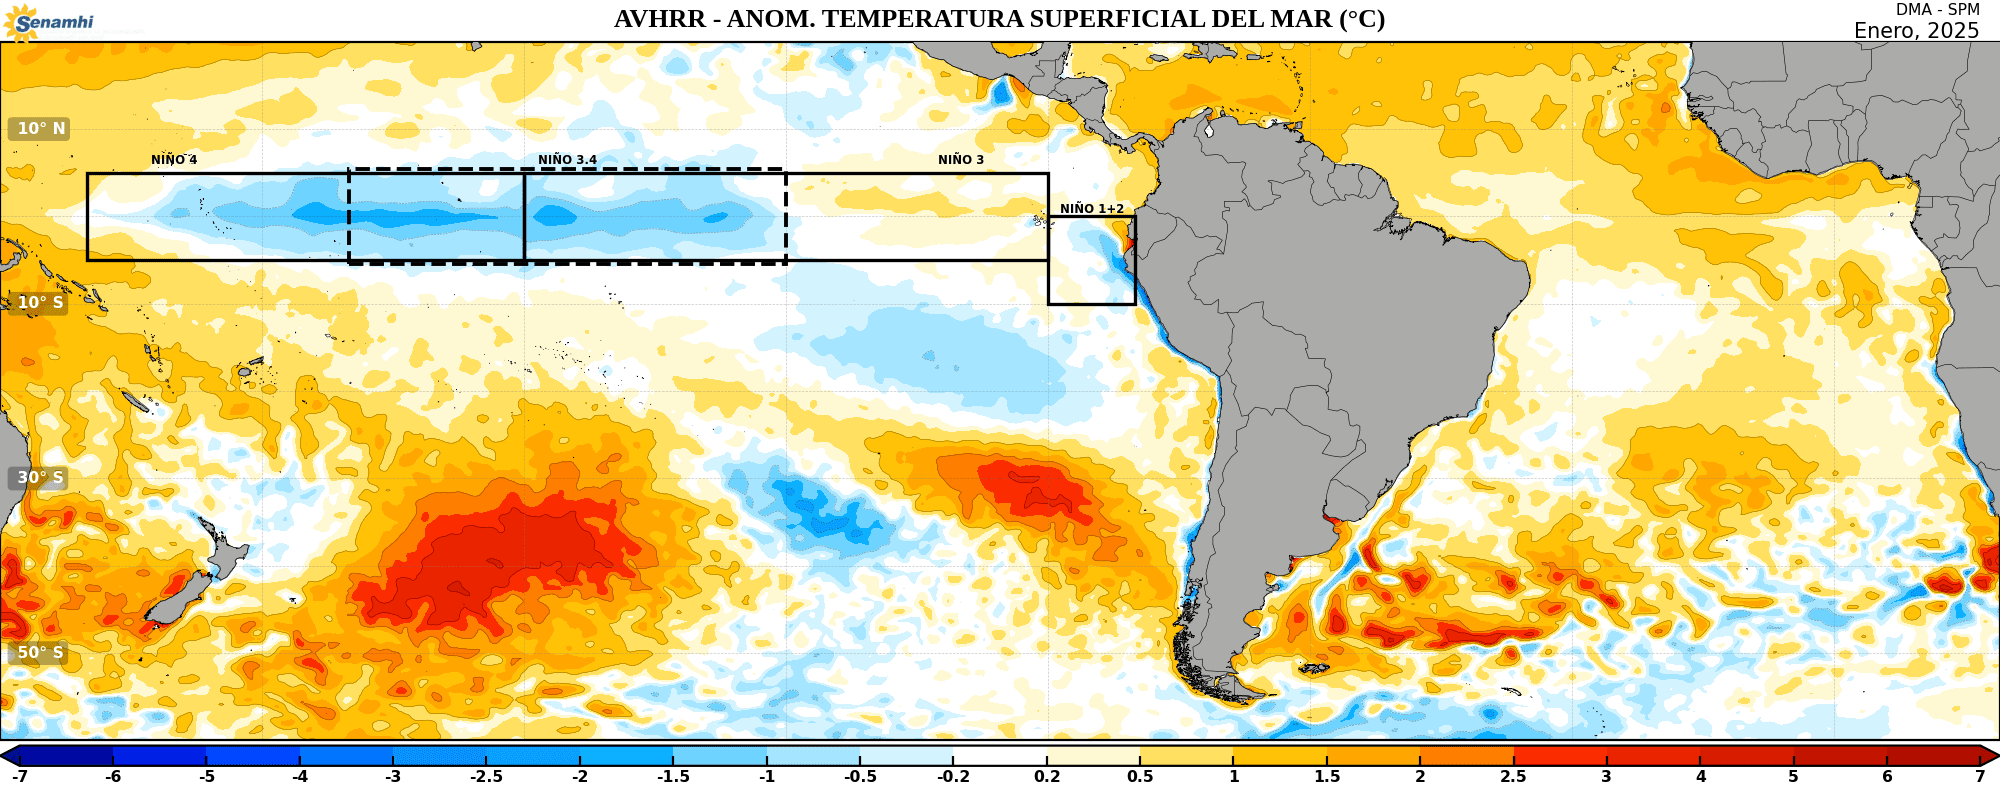 Senamhi
AVHRR - ANOM. TEMPERATURA SUPERFICIAL DEL MAR (°C)
DMA - SPM
Enero, 2025
10° N
NIÑO 4
NIÑO 3.4
NIÑO 3
NIÑO 1+2
10° S
30° S
50° S
-7 -6 -5 -4 -3 -2.5 -2 -1.5 -1 -0.5 -0.2 0.2 0.5 1 1.5 2 2.5 3 4 5 6 7